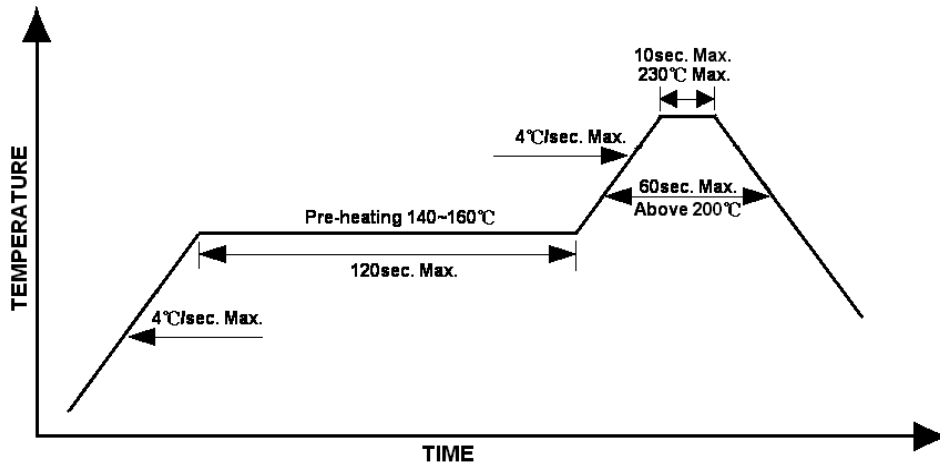 10sec. Max.
230℃ Max.
4℃/sec. Max.
60sec. Max.
Above 200℃
Pre-heating 140~160℃
120sec. Max.
4℃/sec. Max.
TEMPERATURE
TIME